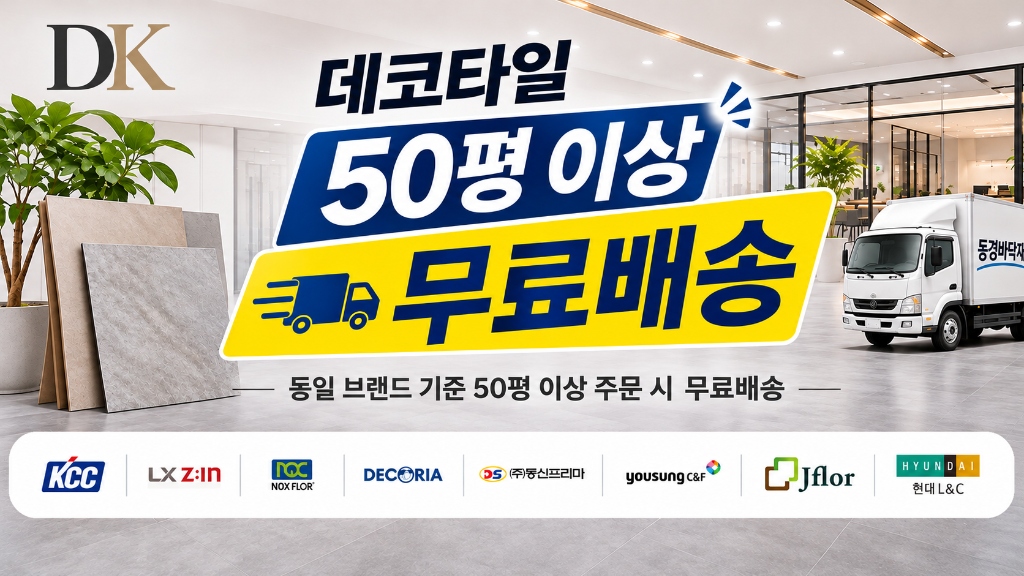 DK
데코타일
50평 이상
무료배송
동경바닥재
동일 브랜드 기준 50평 이상 주문 시 무료배송
KCC
LX Z:IN
nox
NOX FLOR
DECORIA
DS (주)동신프리마
yousung C&F
Jflor
HYUNDAI
현대 L&C